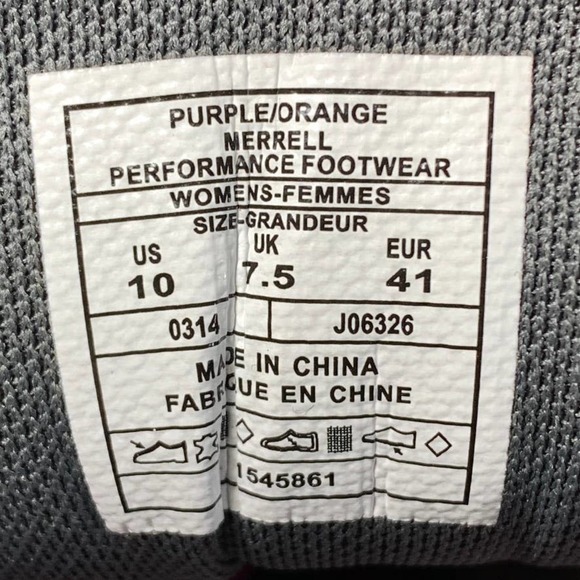 PURPLE/ORANGE
MERRELL
PERFORMANCE FOOTWEAR
WOMENS-FEMMES
SIZE-GRANDEUR
US UK EUR
10 7.5 41
0314 J06326
MADE IN CHINA
FABRIQUE EN CHINE
1545861